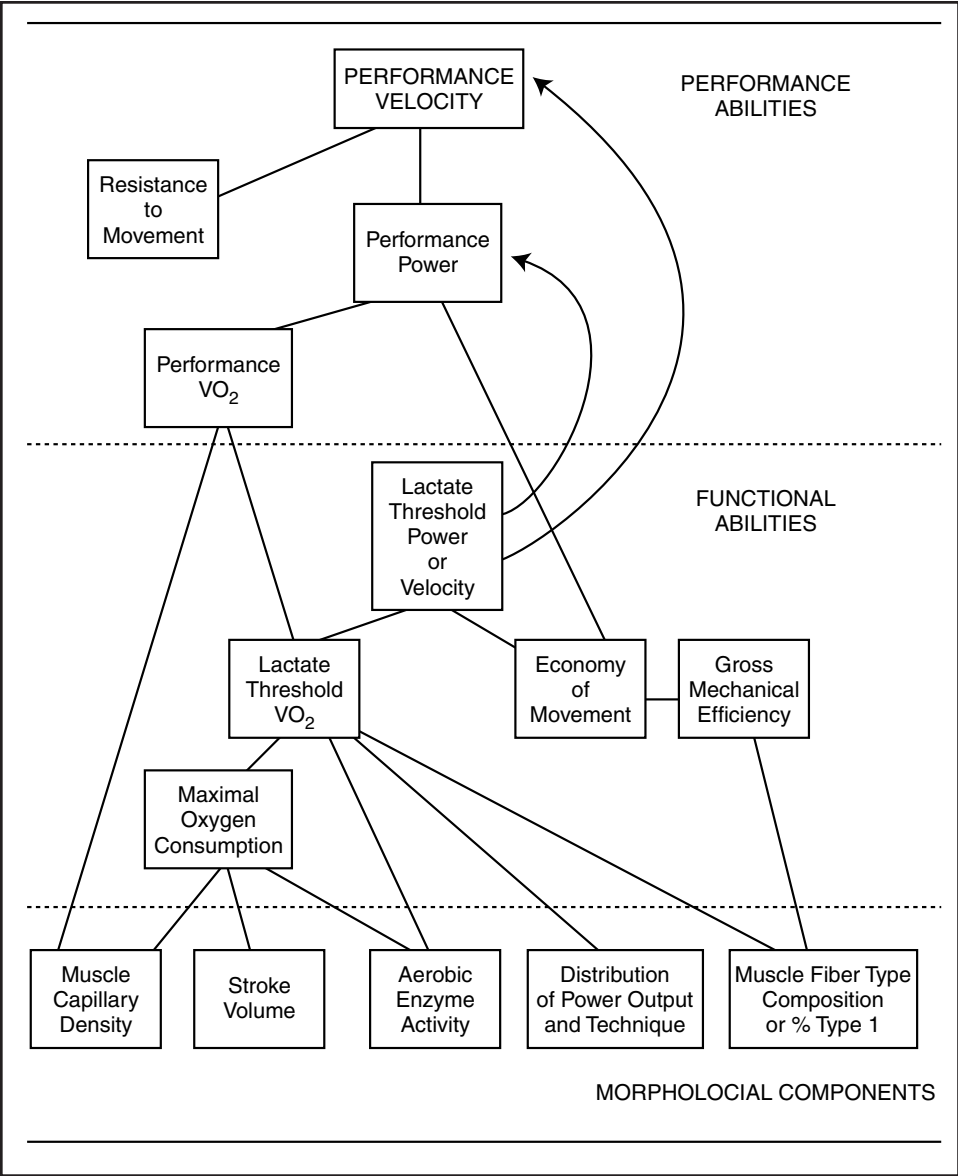 PERFORMANCE
VELOCITY
PERFORMANCE
ABILITIES
Resistance
to
Movement
Performance
Power
Performance
VO2
Lactate
Threshold
Power
or
Velocity
FUNCTIONAL
ABILITIES
Lactate
Threshold
VO2
Economy
of
Movement
Gross
Mechanical
Efficiency
Maximal
Oxygen
Consumption
Muscle
Capillary
Density
Stroke
Volume
Aerobic
Enzyme
Activity
Distribution
of Power Output
and Technique
Muscle Fiber Type
Composition
or % Type 1
MORPHOLOCIAL COMPONENTS